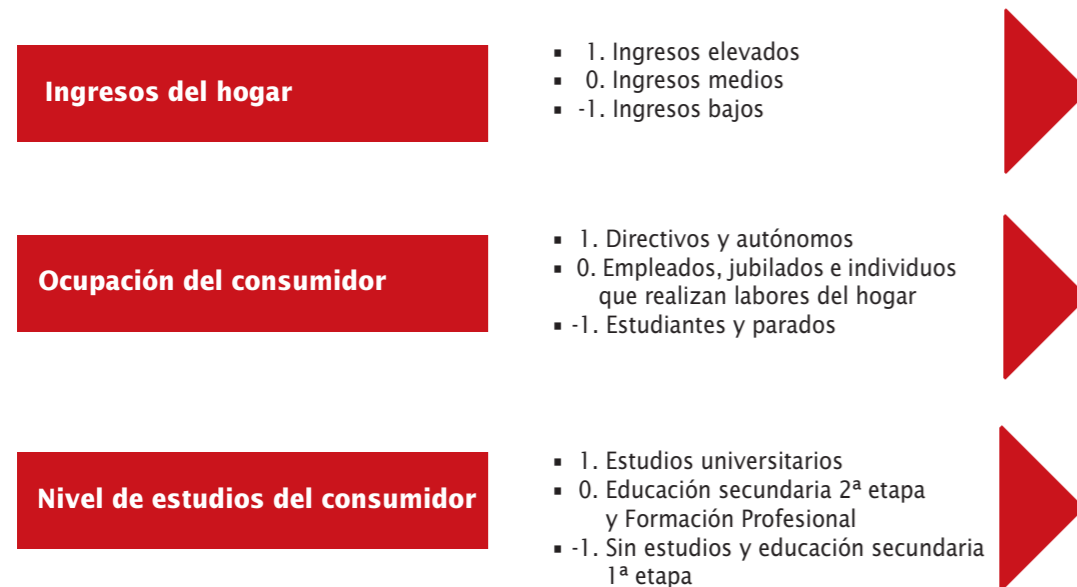 Ingresos del hogar
▪ 1. Ingresos elevados
▪ 0. Ingresos medios
▪ -1. Ingresos bajos
Ocupación del consumidor
▪ 1. Directivos y autónomos
▪ 0. Empleados, jubilados e individuos
que realizan labores del hogar
▪ -1. Estudiantes y parados
Nivel de estudios del consumidor
▪ 1. Estudios universitarios
▪ 0. Educación secundaria 2ª etapa
y Formación Profesional
▪ -1. Sin estudios y educación secundaria
1ª etapa